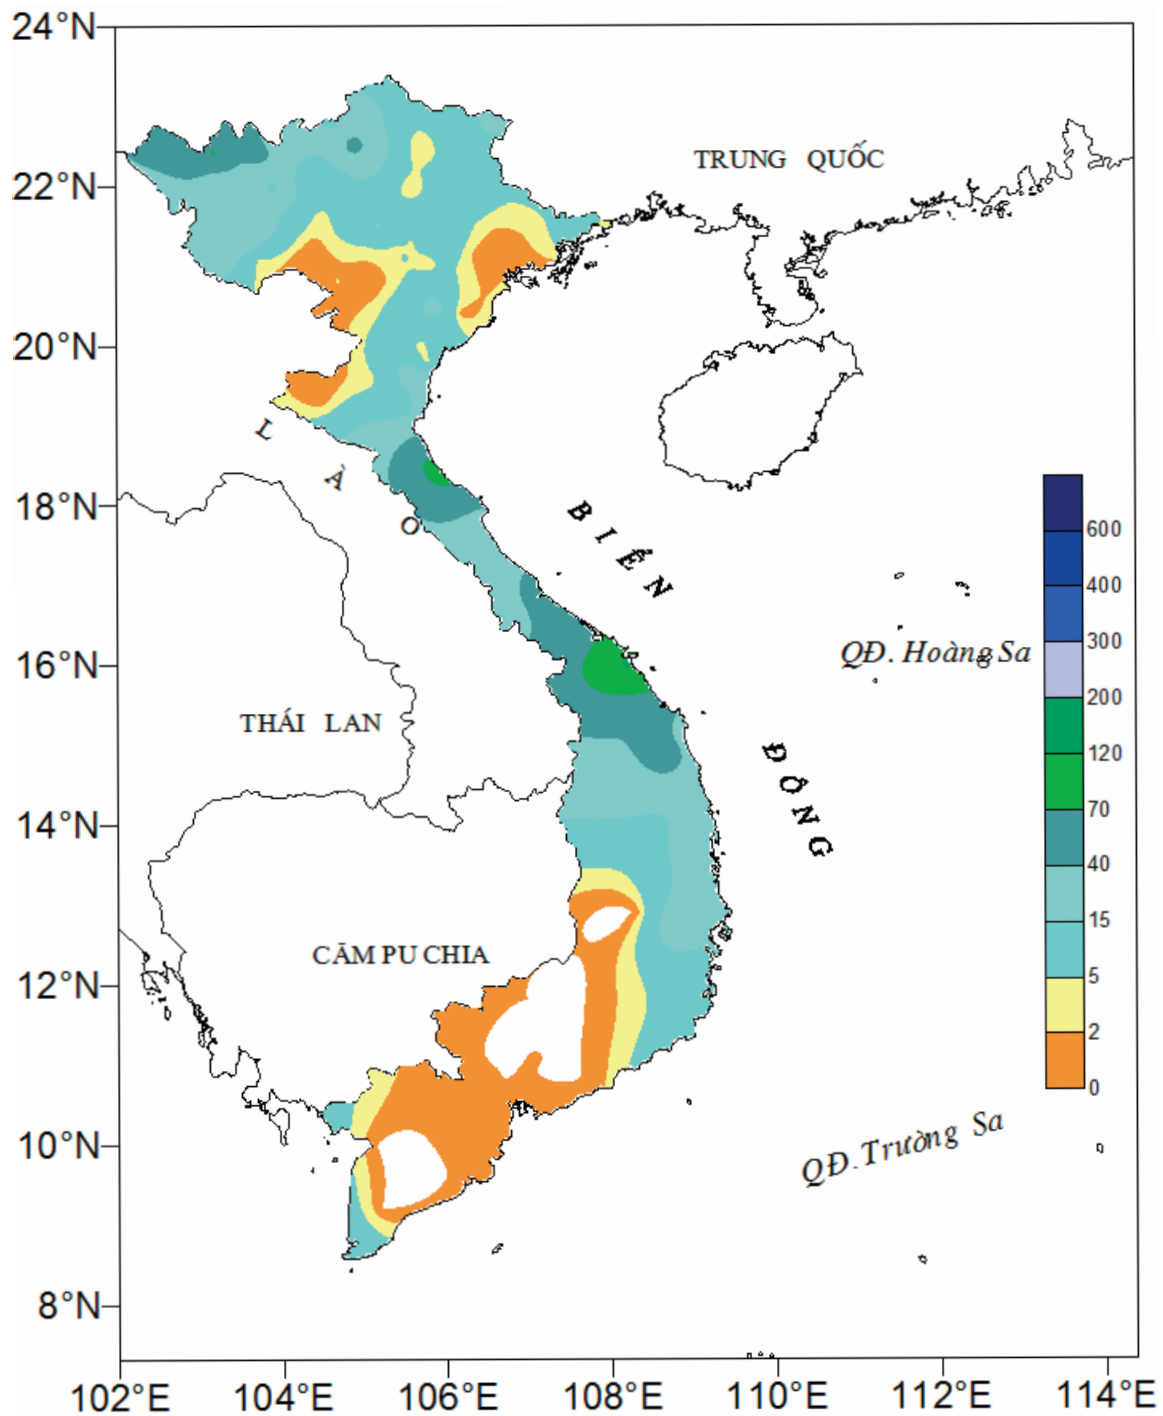 24°N
TRUNG QUỐC
22°N
20°N
L
À
O
18°N
BIỂN
600
400
300
16°N
QĐ. Hoàng Sa
200
THÁI LAN
ĐÔNG
120
70
14°N
40
15
CĂM PU CHIA
12°N
5
2
0
10°N
QĐ. Trường Sa
8°N
102°E 104°E 106°E 108°E 110°E 112°E 114°E